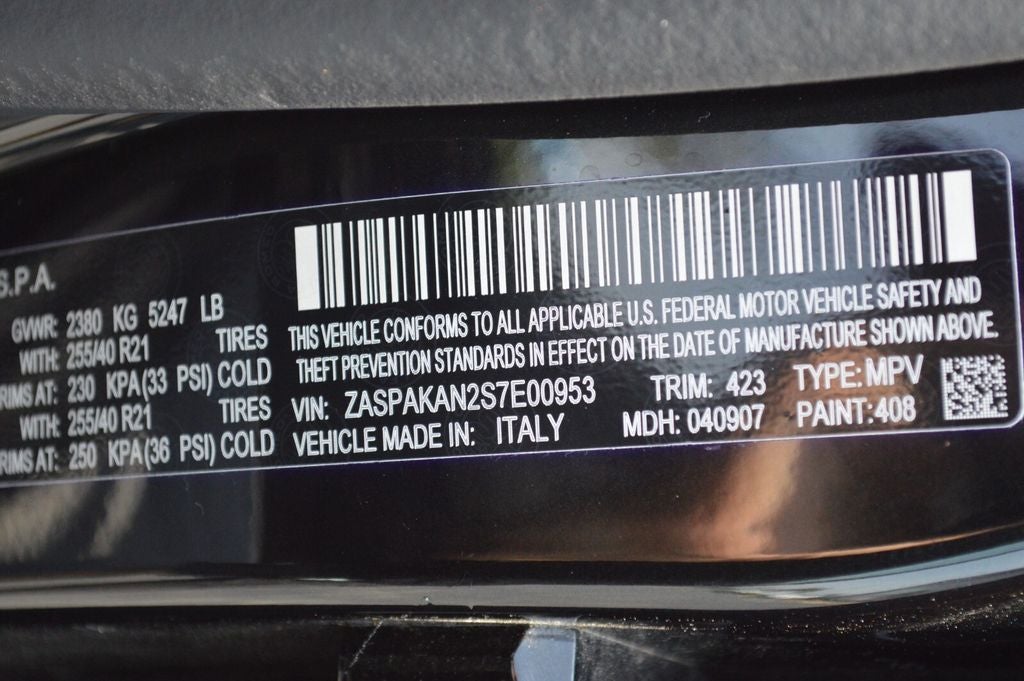 S.P.A.
GVWR: 2380 KG 5247 LB
WITH: 255/40 R21 TIRES
RIMS AT: 230 KPA(33 PSI) COLD
WITH: 255/40 R21 TIRES
RIMS AT: 250 KPA(36 PSI) COLD
THIS VEHICLE CONFORMS TO ALL APPLICABLE U.S. FEDERAL MOTOR VEHICLE SAFETY AND
THEFT PREVENTION STANDARDS IN EFFECT ON THE DATE OF MANUFACTURE SHOWN ABOVE.
VIN: ZASPAKAN2S7E00953 TRIM: 423 TYPE: MPV
VEHICLE MADE IN: ITALY MDH: 040907 PAINT: 408